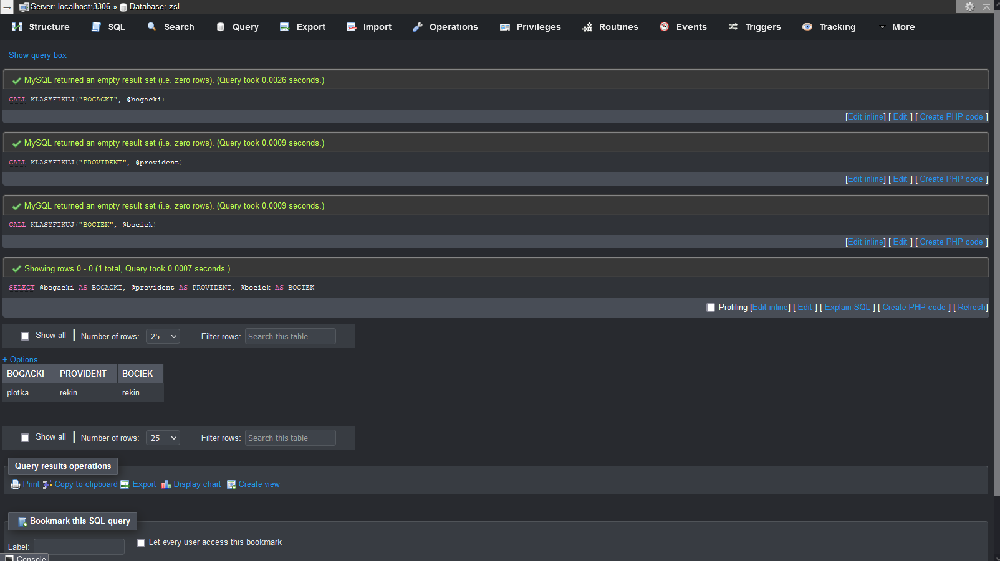 Server: localhost:3306 » Database: zsl
Structure SQL Search Query Export Import Operations Privileges Routines Events Triggers Tracking More
Show query box
MySQL returned an empty result set (i.e. zero rows). (Query took 0.0026 seconds.)
CALL KLASYFIKUJ("BOGACKI", @bogacki)
[Edit inline] [ Edit ] [ Create PHP code ]
MySQL returned an empty result set (i.e. zero rows). (Query took 0.0009 seconds.)
CALL KLASYFIKUJ("PROVIDENT", @provident)
[Edit inline] [ Edit ] [ Create PHP code ]
MySQL returned an empty result set (i.e. zero rows). (Query took 0.0009 seconds.)
CALL KLASYFIKUJ("BOCIEK", @bociek)
[Edit inline] [ Edit ] [ Create PHP code ]
Showing rows 0 - 0 (1 total, Query took 0.0007 seconds.)
SELECT @bogacki AS BOGACKI, @provident AS PROVIDENT, @bociek AS BOCIEK
Profiling [Edit inline] [ Edit ] [ Explain SQL ] [ Create PHP code ] [ Refresh]
Show all Number of rows: 25 Filter rows: Search this table
+ Options
BOGACKI PROVIDENT BOCIEK
plotka rekin rekin
Show all Number of rows: 25 Filter rows: Search this table
Query results operations
Print Copy to clipboard Export Display chart Create view
Bookmark this SQL query
Label: Let every user access this bookmark
Console